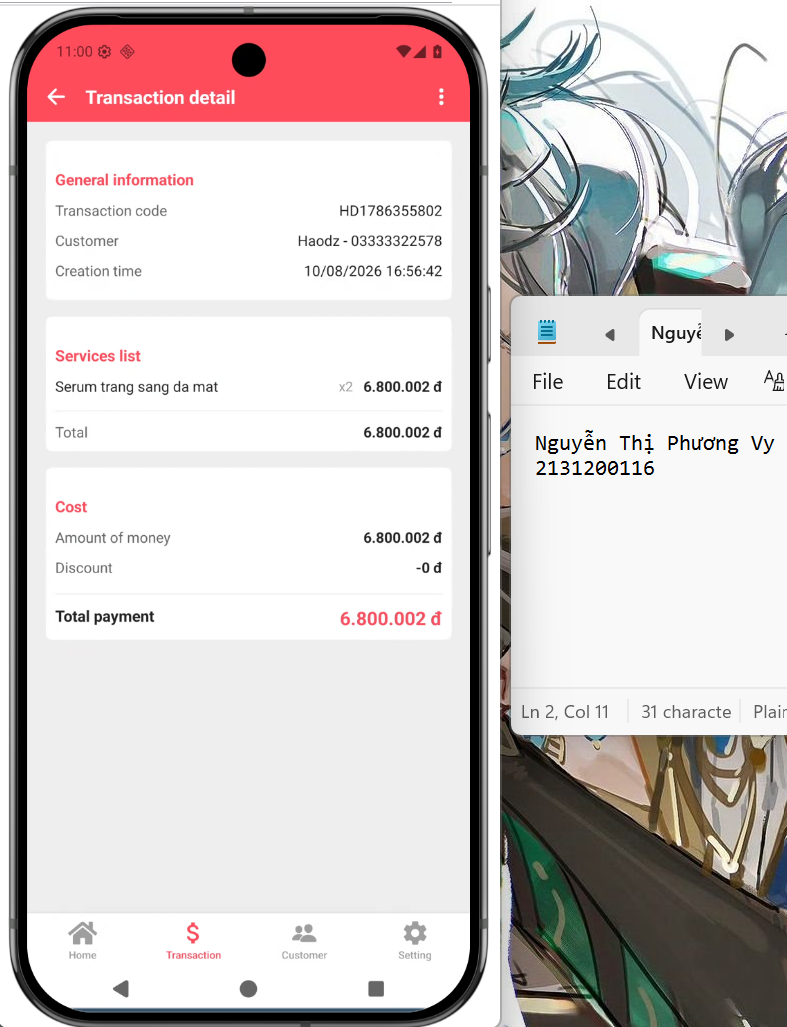 11:00
Transaction detail
General information
Transaction code HD1786355802
Customer Haodz - 03333322578
Creation time 10/08/2026 16:56:42
Services list
Serum trang sang da mat x2 6.800.002 đ
Total 6.800.002 đ
Cost
Amount of money 6.800.002 đ
Discount -0 đ
Total payment 6.800.002 đ
Home Transaction Customer Setting
Nguyễ
File Edit View
Nguyễn Thị Phương Vy
2131200116
Ln 2, Col 11 31 characte Plain